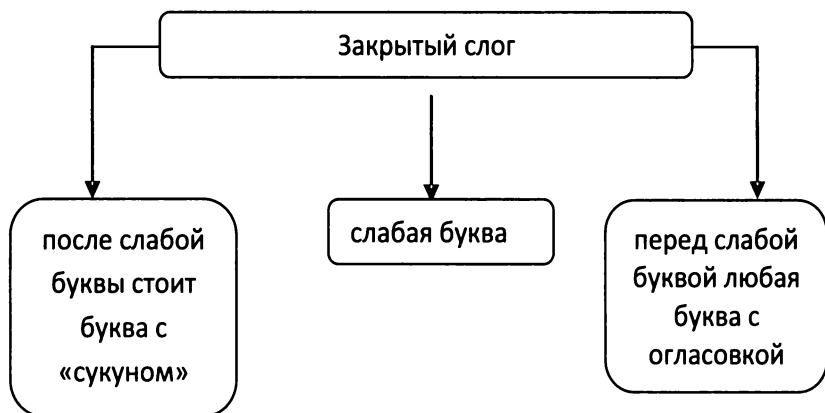 Закрытый слог
после слабой
буквы стоит
буква с
«сукуном»
слабая буква
перед слабой
буквой любая
буква с
огласовкой